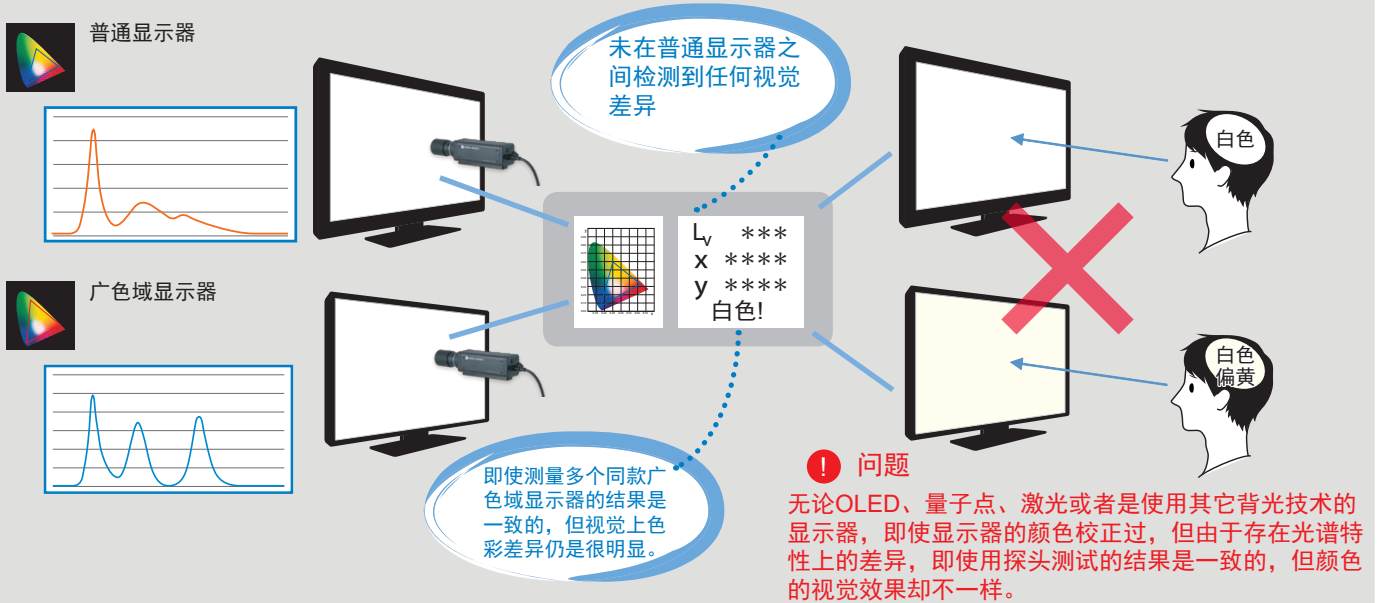 普通显示器
未在普通显示器之
间检测到任何视觉
差异
白色
Lv ***
x ****
y ****
白色!
广色域显示器
白色
偏黄
即使测量多个同款广
色域显示器的结果是
一致的，但视觉上色
彩差异仍是很明显。
! 问题
无论OLED、量子点、激光或者是使用其它背光技术的
显示器，即使显示器的颜色校正过，但由于存在光谱特
性上的差异，即使用探头测试的结果是一致的，但颜色
的视觉效果却不一样。